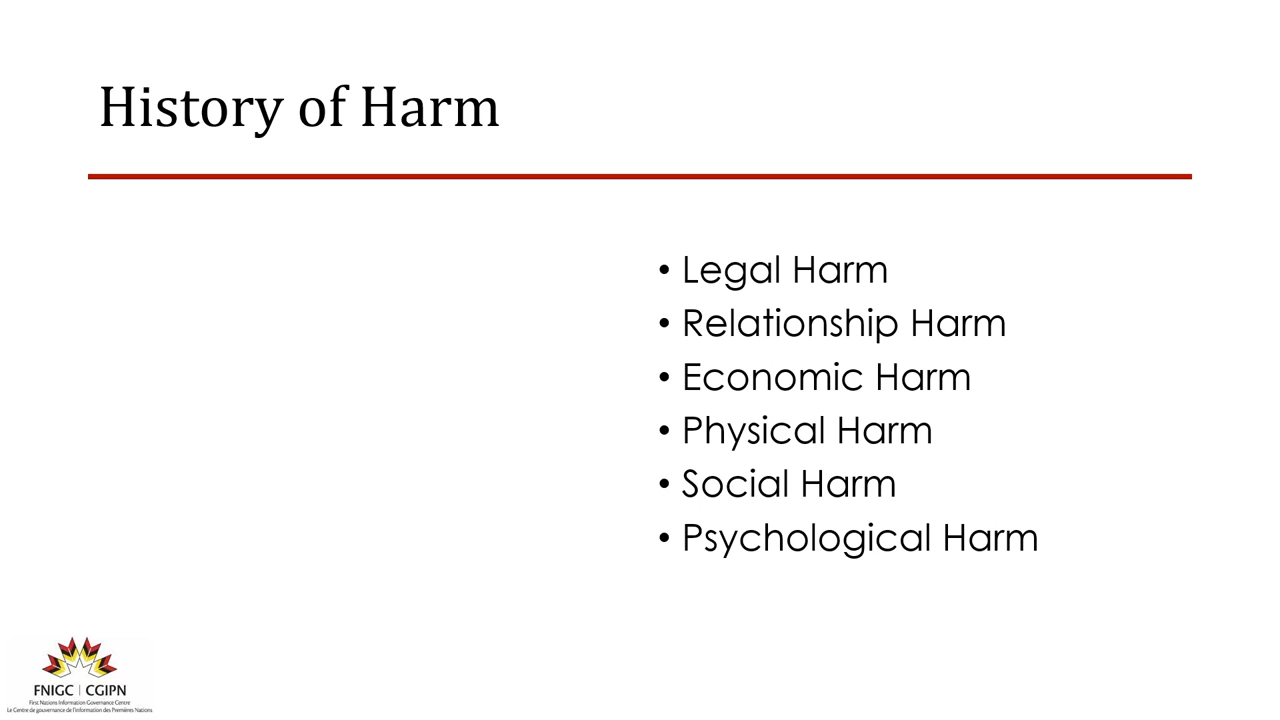 History of Harm
• Legal Harm
• Relationship Harm
• Economic Harm
• Physical Harm
• Social Harm
• Psychological Harm
FNIGC | CGIPN
First Nations Information Governance Centre
Le Centre de gouvernance de l'information des Premières Nations